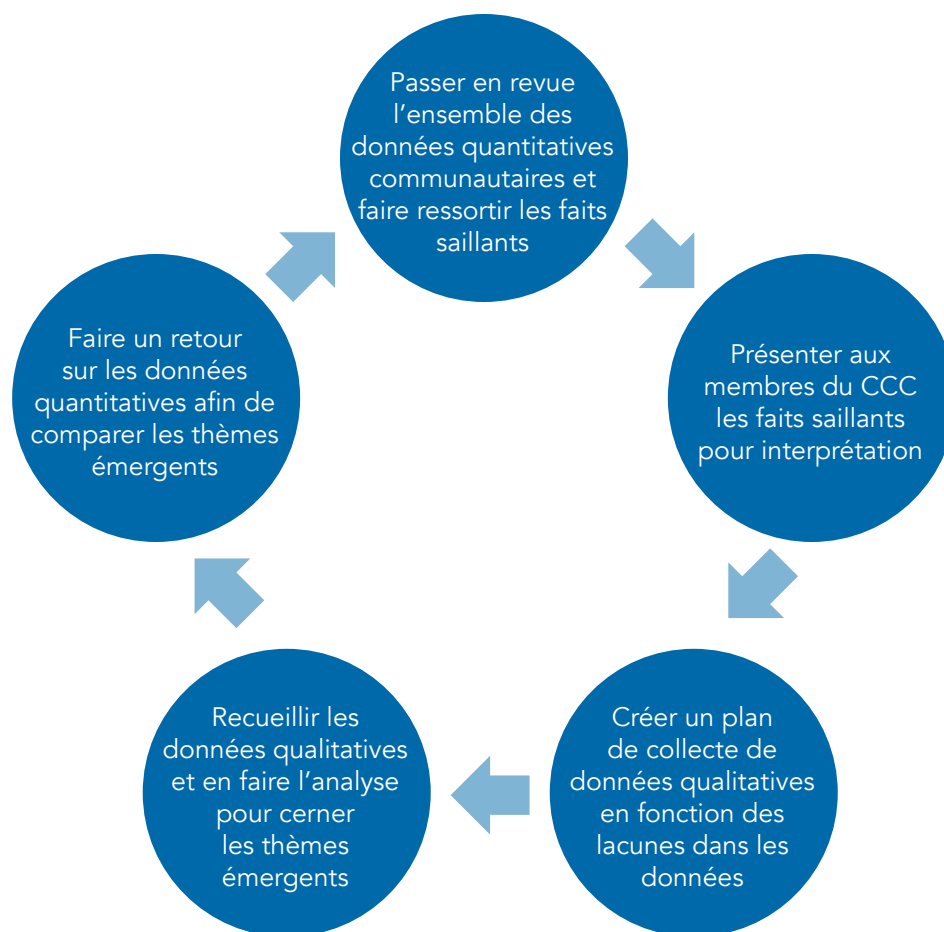 Passer en revue
l’ensemble des
données quantitatives
communautaires et
faire ressortir les faits
saillants
Présenter aux
membres du CCC
les faits saillants
pour interprétation
Créer un plan
de collecte de
données qualitatives
en fonction des
lacunes dans les
données
Recueillir les
données qualitatives
et en faire l’analyse
pour cerner
les thèmes
émergents
Faire un retour
sur les données
quantitatives afin de
comparer les thèmes
émergents